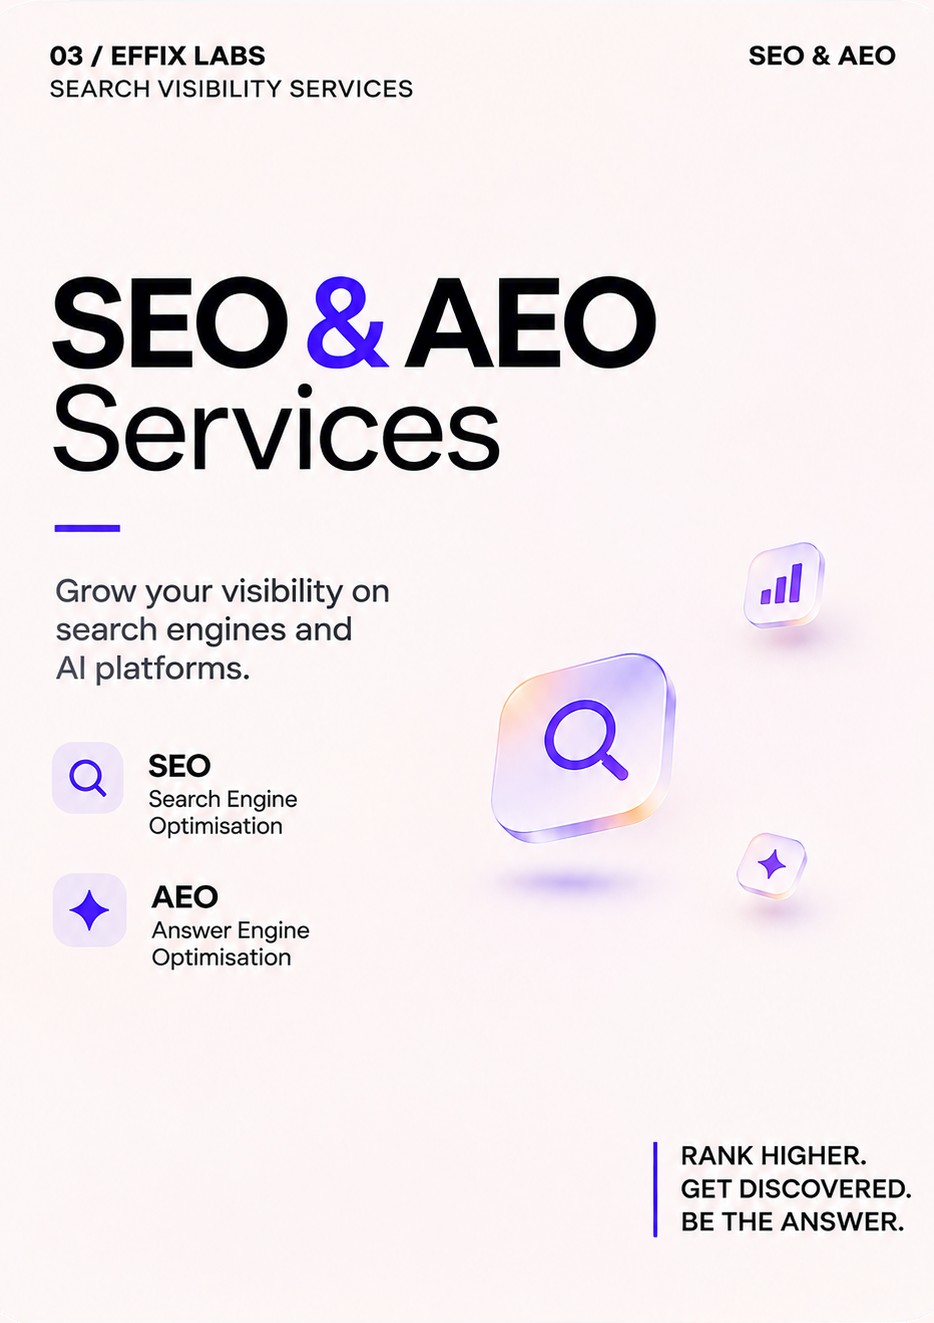 03 / EFFIX LABS
SEARCH VISIBILITY SERVICES
SEO & AEO
SEO & AEO
Services
Grow your visibility on
search engines and
AI platforms.
SEO
Search Engine
Optimisation
AEO
Answer Engine
Optimisation
RANK HIGHER.
GET DISCOVERED.
BE THE ANSWER.